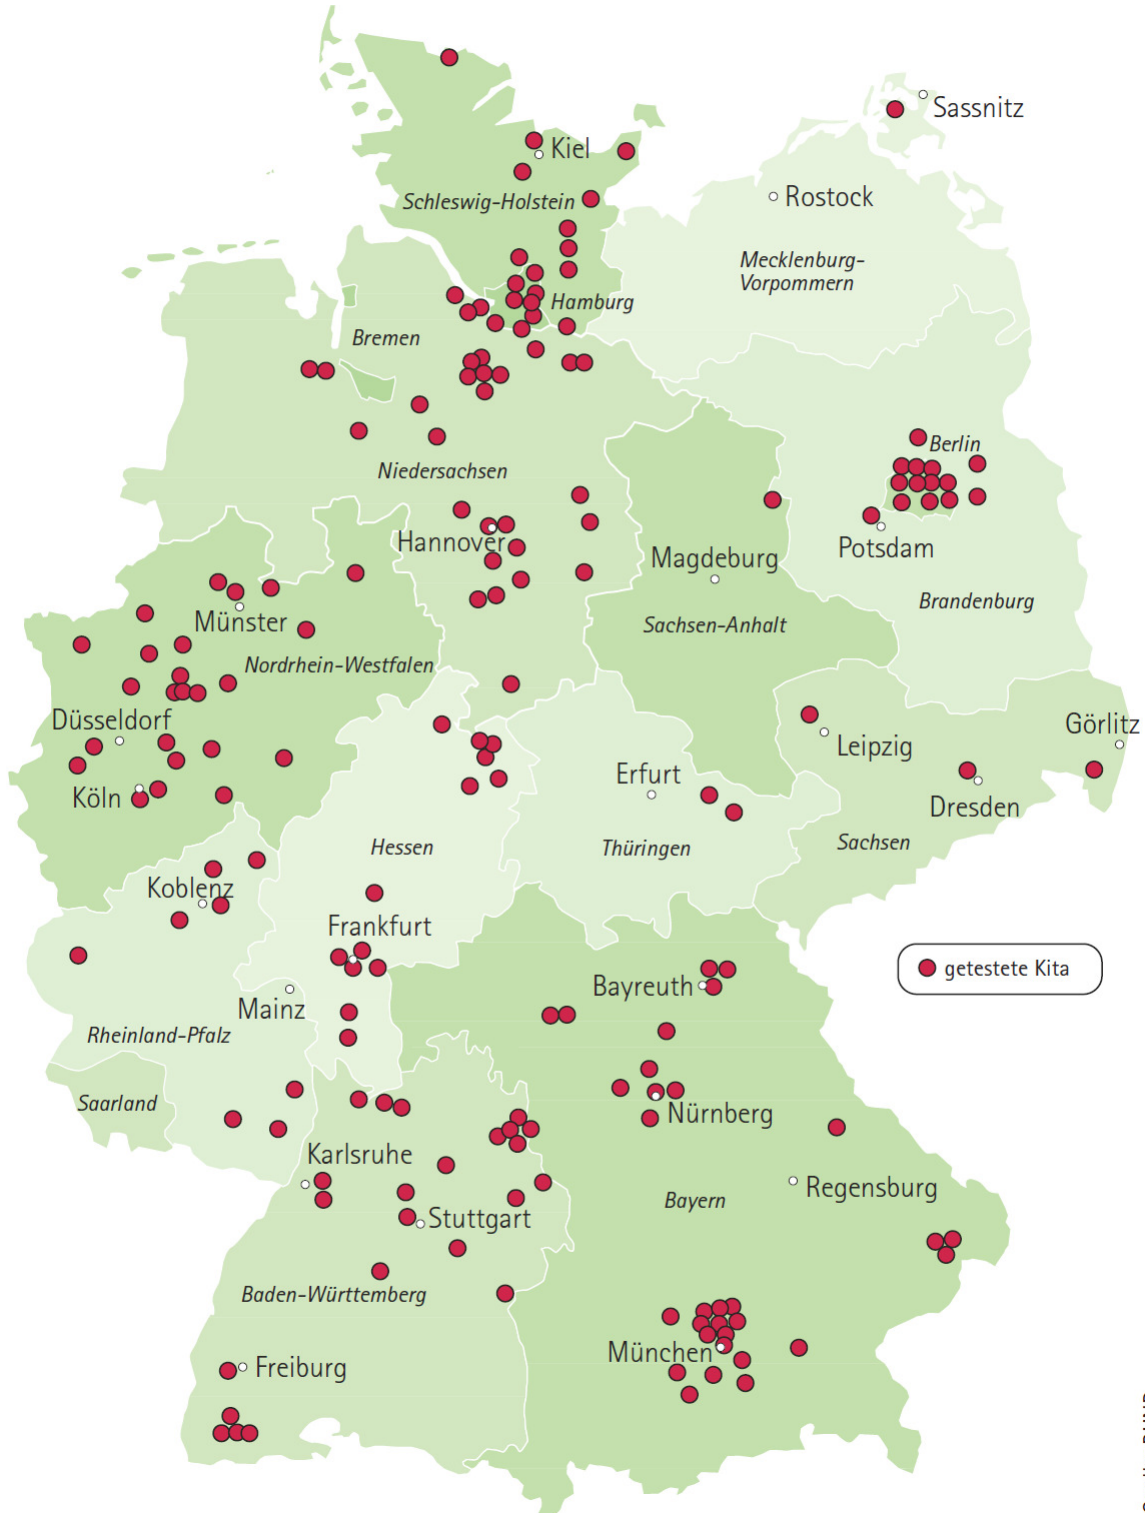 Sassnitz
Kiel
Rostock
Schleswig-Holstein
Mecklenburg-
Vorpommern
Hamburg
Bremen
Berlin
Niedersachsen
Hannover
Potsdam
Magdeburg
Brandenburg
Münster
Sachsen-Anhalt
Nordrhein-Westfalen
Düsseldorf
Görlitz
Leipzig
Erfurt
Köln
Dresden
Hessen
Thüringen
Sachsen
Koblenz
Frankfurt
getestete Kita
Bayreuth
Mainz
Rheinland-Pfalz
Saarland
Nürnberg
Karlsruhe
Regensburg
Bayern
Stuttgart
Baden-Württemberg
München
Freiburg